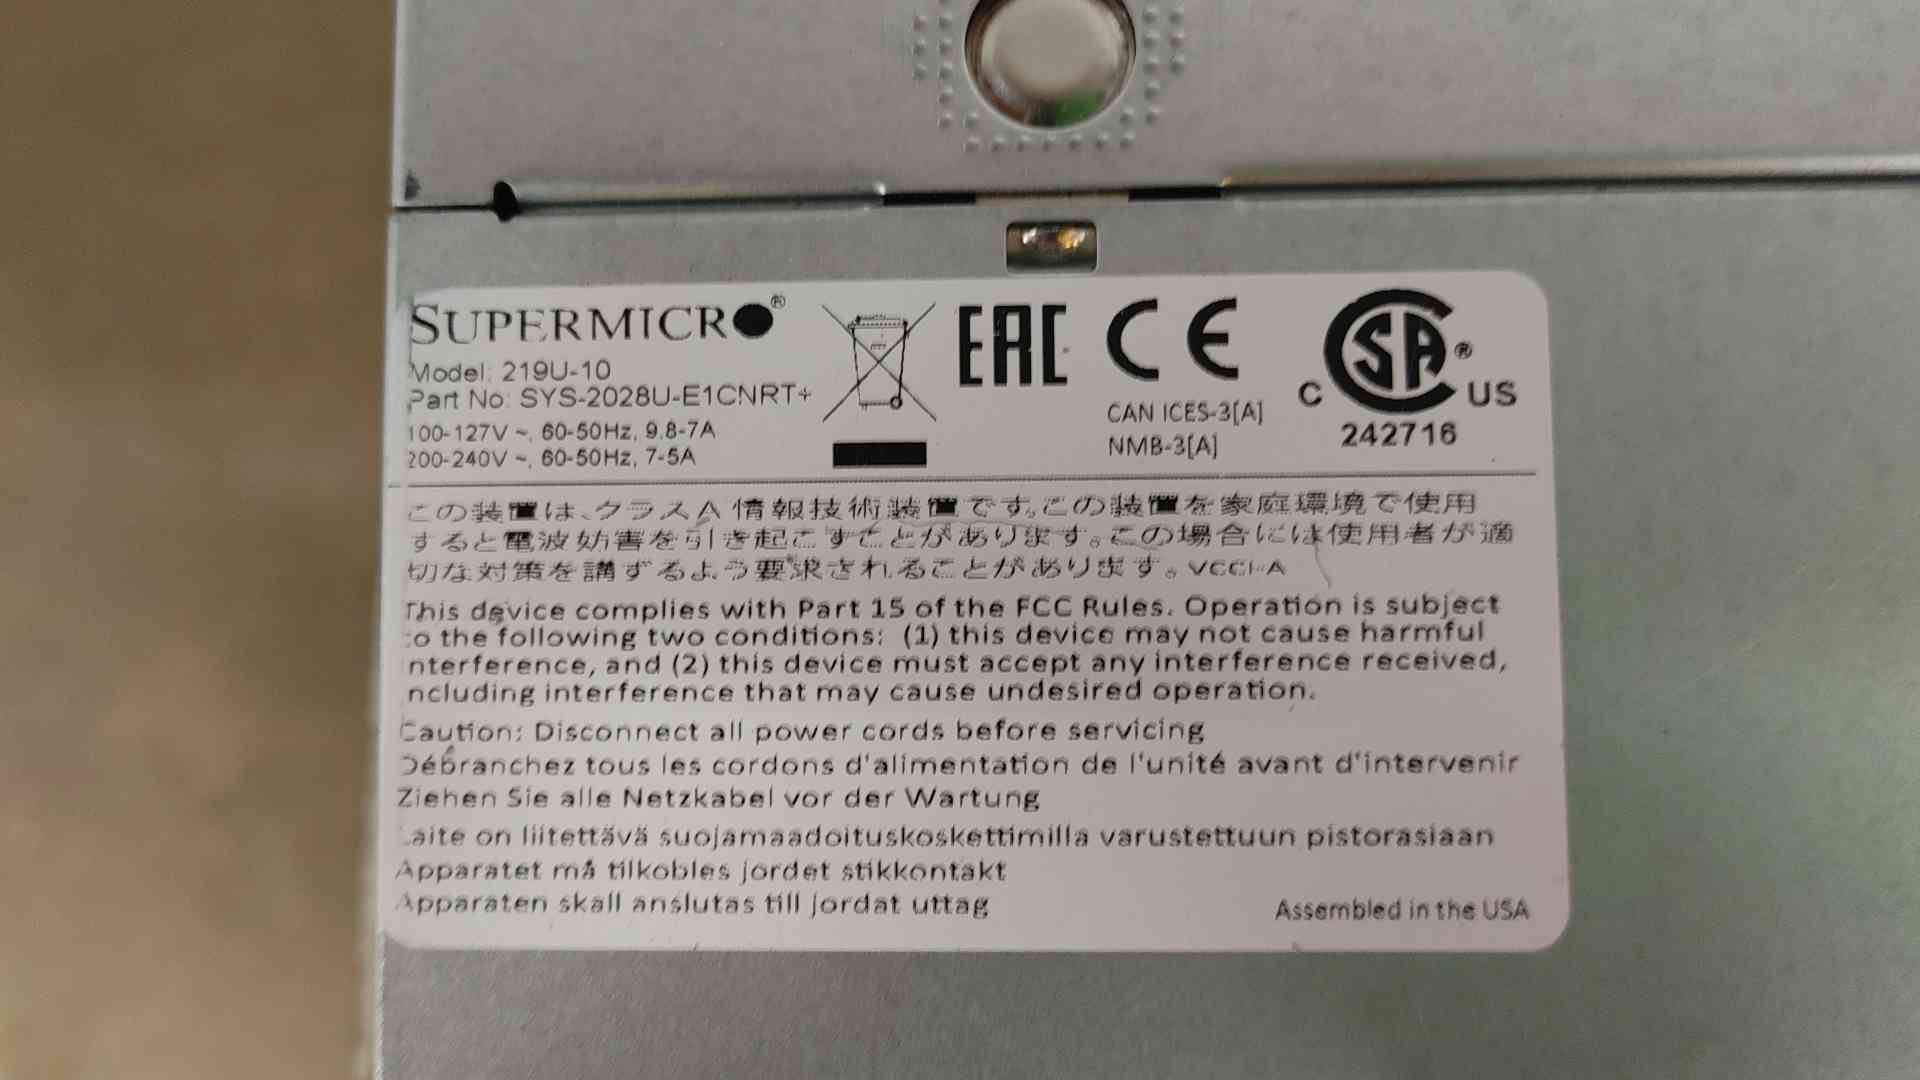 SUPERMICRO®
Model: 219U-10
Part No: SYS-2028U-E1CNRT+
100-127V ~, 60-50Hz, 9.8-7A
200-240V ~, 60-50Hz, 7-5A
EAC CE
CAN ICES-3[A]
NMB-3[A]
C SA® US
242716
この装置は、クラスA情報技術装置です。この装置を家庭環境で使用
すると電波妨害を引き起こすことがあります。この場合には使用者が適
切な対策を講ずるよう要求されることがあります。VCCI-A
This device complies with Part 15 of the FCC Rules. Operation is subject
to the following two conditions: (1) this device may not cause harmful
nterference, and (2) this device must accept any interference received,
ncluding interference that may cause undesired operation.
Caution: Disconnect all power cords before servicing
Débranchez tous les cordons d'alimentation de l'unité avant d'intervenir
Ziehen Sie alle Netzkabel vor der Wartung
Laite on liitettävä suojamaadoituskoskettimilla varustettuun pistorasiaan
Apparatet må tilkobles jordet stikkontakt
Apparaten skall anslutas till jordat uttag
Assembled in the USA